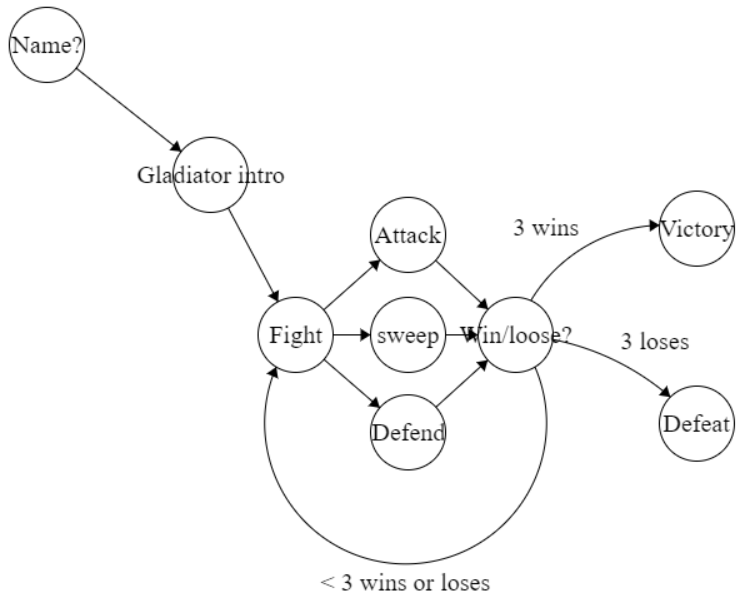 Name?
Gladiator intro
Attack
3 wins
Victory
Fight
sweep
Win/loose?
3 loses
Defend
Defeat
< 3 wins or loses